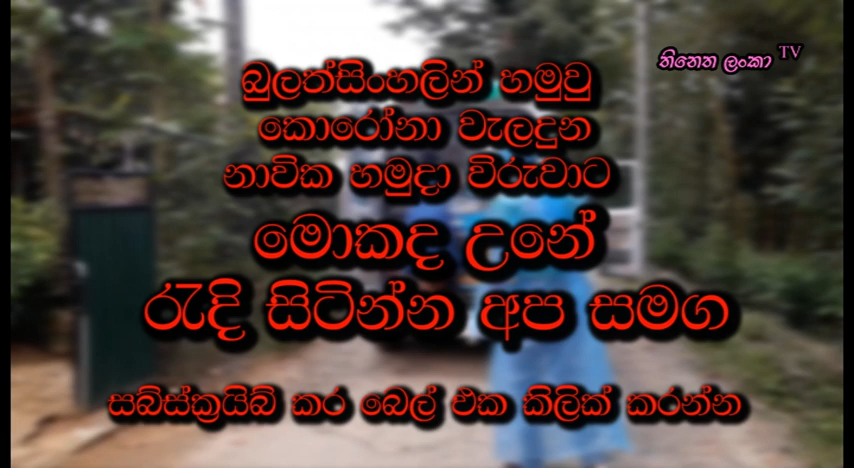 තිනෙත ලංකා TV
බුලත්සිංහලින් හමුවු
කොරෝනා වැලදුන
නාවික හමුදා විරුවාට
මොකද උනේ
රැදි සිටින්න අප සමග
සබ්ස්ක්‍රයිබ් කර බෙල් එක කිලික් කරන්න